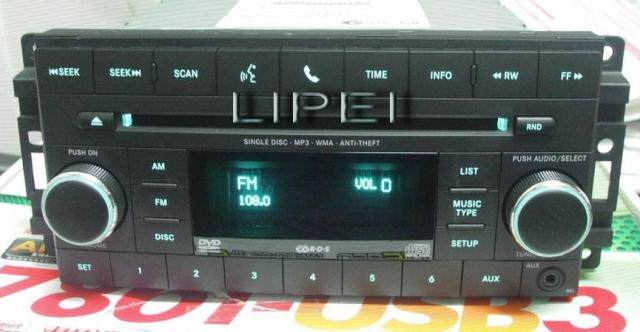 |◄◄ SEEK SEEK ►►| SCAN TIME INFO ◄◄ RW FF ►►
LIPEI
RND
SINGLE DISC · MP3 · WMA · ANTI-THEFT
PUSH ON
PUSH AUDIO/SELECT
AM
FM
DISC
FM
VOL 0
108.0
LIST
MUSIC TYPE
SETUP
DVD
R·D·S
TUNE
AUX
SET 1 2 3 4 5 6 AUX
7801-USB3